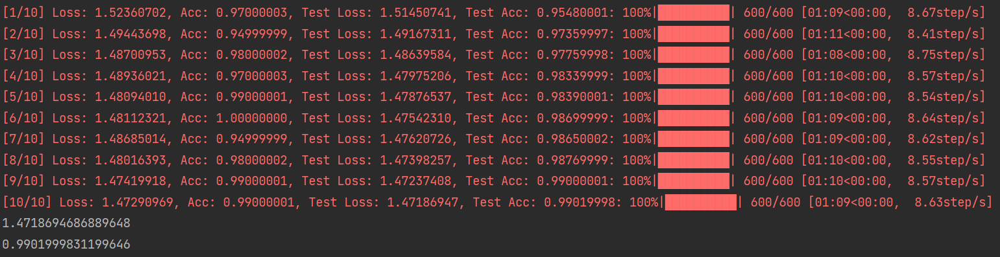 [1/10] Loss: 1.52360702, Acc: 0.97000003, Test Loss: 1.51450741, Test Acc: 0.95480001: 100%|██████████| 600/600 [01:09<00:00,  8.67step/s]
[2/10] Loss: 1.49443698, Acc: 0.94999999, Test Loss: 1.49167311, Test Acc: 0.97359997: 100%|██████████| 600/600 [01:11<00:00,  8.41step/s]
[3/10] Loss: 1.48700953, Acc: 0.98000002, Test Loss: 1.48639584, Test Acc: 0.97759998: 100%|██████████| 600/600 [01:08<00:00,  8.75step/s]
[4/10] Loss: 1.48936021, Acc: 0.97000003, Test Loss: 1.47975206, Test Acc: 0.98339999: 100%|██████████| 600/600 [01:10<00:00,  8.57step/s]
[5/10] Loss: 1.48094010, Acc: 0.99000001, Test Loss: 1.47876537, Test Acc: 0.98390001: 100%|██████████| 600/600 [01:10<00:00,  8.54step/s]
[6/10] Loss: 1.48112321, Acc: 1.00000000, Test Loss: 1.47542310, Test Acc: 0.98699999: 100%|██████████| 600/600 [01:09<00:00,  8.64step/s]
[7/10] Loss: 1.48685014, Acc: 0.94999999, Test Loss: 1.47620726, Test Acc: 0.98650002: 100%|██████████| 600/600 [01:09<00:00,  8.62step/s]
[8/10] Loss: 1.48016393, Acc: 0.98000002, Test Loss: 1.47398257, Test Acc: 0.98769999: 100%|██████████| 600/600 [01:10<00:00,  8.55step/s]
[9/10] Loss: 1.47419918, Acc: 0.99000001, Test Loss: 1.47237408, Test Acc: 0.99000001: 100%|██████████| 600/600 [01:10<00:00,  8.57step/s]
[10/10] Loss: 1.47290969, Acc: 0.99000001, Test Loss: 1.47186947, Test Acc: 0.99019998: 100%|██████████| 600/600 [01:09<00:00,  8.63step/s]
1.4718694686889648
0.9901999831199646